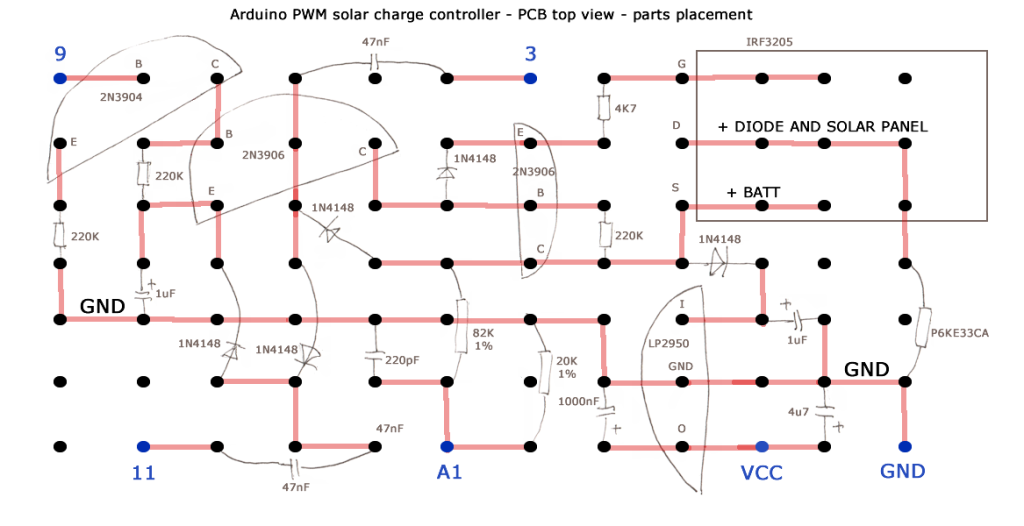 Arduino PWM solar charge controller - PCB top view - parts placement
47nF
IRF3205
9
3
B
C
G
2N3904
4K7
E
B
E
D
+ DIODE AND SOLAR PANEL
2N3906
C
1N4148
2N3906
220K
E
B
S
+ BATT
1N4148
220K
220K
C
1N4148
1uF
+
GND
I
+
82K
1%
1uF
P6KE33CA
1N4148
1N4148
LP2950
220pF
20K
1%
GND
GND
1000nF
+
4u7
+
47nF
O
11
A1
VCC
GND
47nF